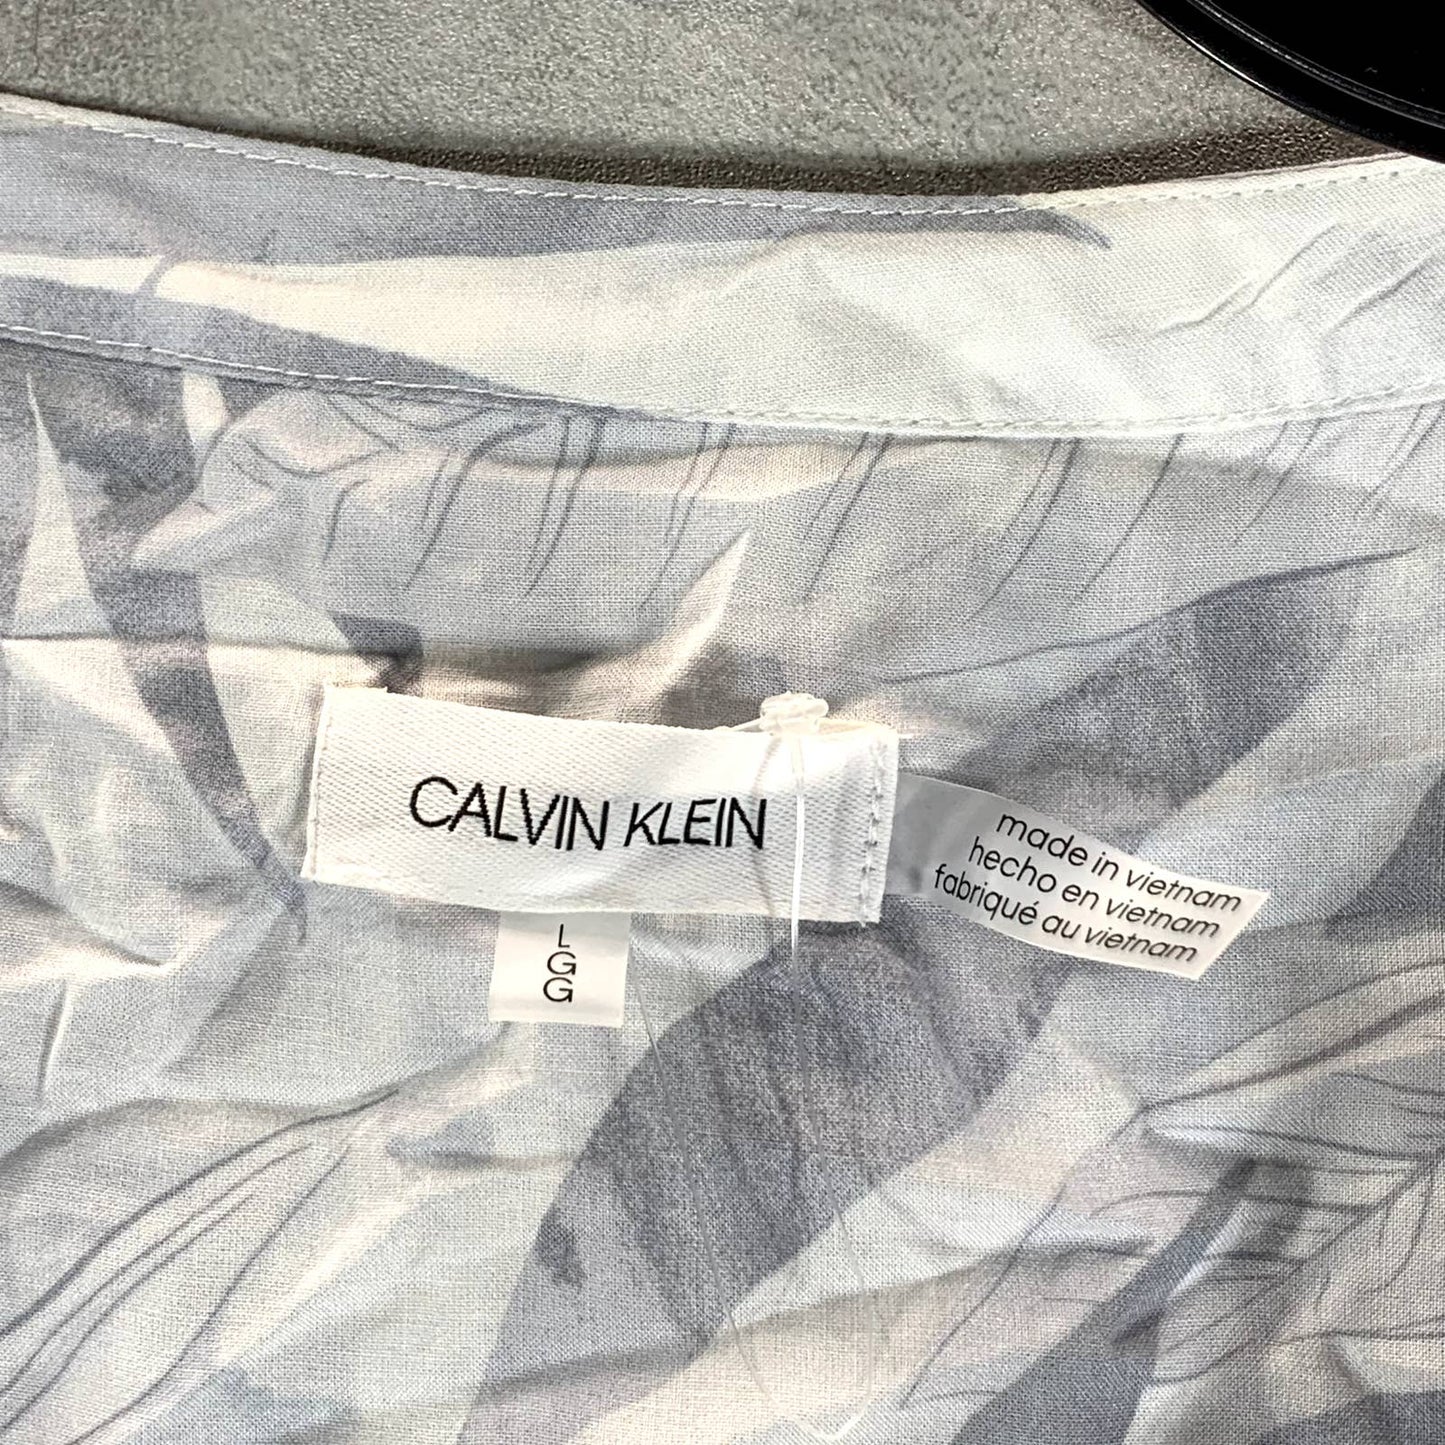 CALVIN KLEIN
L
G
G
made in vietnam
hecho en vietnam
fabriqué au vietnam